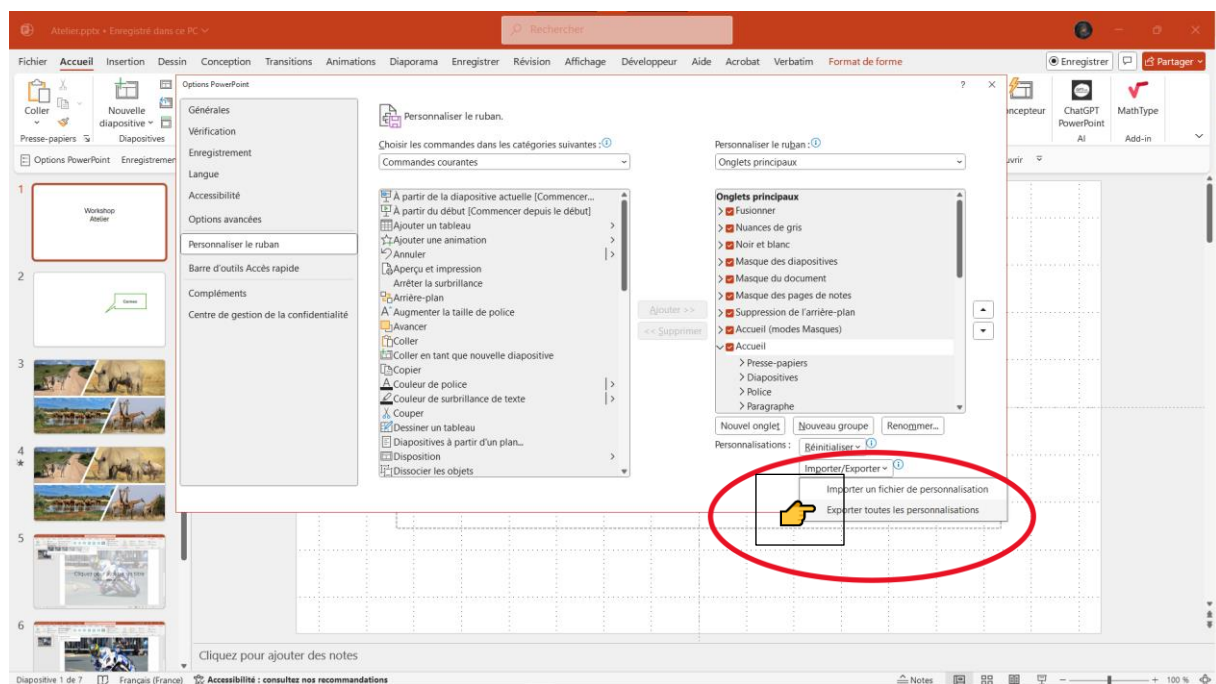 Atelier.pptx • Enregistré dans ce PC
Rechercher
Fichier Accueil Insertion Dessin Conception Transitions Animations Diaporama Enregistrer Révision Affichage Développeur Aide Acrobat Verbatim Format de forme
Enregistrer Partager
Coller
Nouvelle
diapositive
Presse-papiers Diapositives
ChatGPT
PowerPoint
MathType
AI Add-in
Options PowerPoint
Options PowerPoint
? ×
Générales
Vérification
Enregistrement
Langue
Accessibilité
Options avancées
Personnaliser le ruban
Barre d'outils Accès rapide
Compléments
Centre de gestion de la confidentialité
Personnaliser le ruban.
Choisir les commandes dans les catégories suivantes :
Commandes courantes
À partir de la diapositive actuelle [Commencer...
À partir du début [Commencer depuis le début]
Ajouter un tableau
Ajouter une animation
Annuler
Aperçu et impression
Arrêter la surbrillance
Arrière-plan
Augmenter la taille de police
Avancer
Coller
Coller en tant que nouvelle diapositive
Copier
Couleur de police
Couleur de surbrillance de texte
Couper
Dessiner un tableau
Diapositives à partir d'un plan...
Disposition
Dissocier les objets
Ajouter >>
<< Supprimer
Personnaliser le ruban :
Onglets principaux
Onglets principaux
Fusionner
Nuances de gris
Noir et blanc
Masque des diapositives
Masque du document
Masque des pages de notes
Suppression de l'arrière-plan
Accueil (modes Masques)
Accueil
Presse-papiers
Diapositives
Police
Paragraphe
Nouvel onglet Nouveau groupe Renommer...
Personnalisations : Réinitialiser
Importer/Exporter
Importer un fichier de personnalisation
Exporter toutes les personnalisations
1
Workshop
Atelier
2
3
4
5
6
Cliquez pour ajouter des notes
Diapositive 1 de 7 Français (France) Accessibilité : consultez nos recommandations Notes 100 %